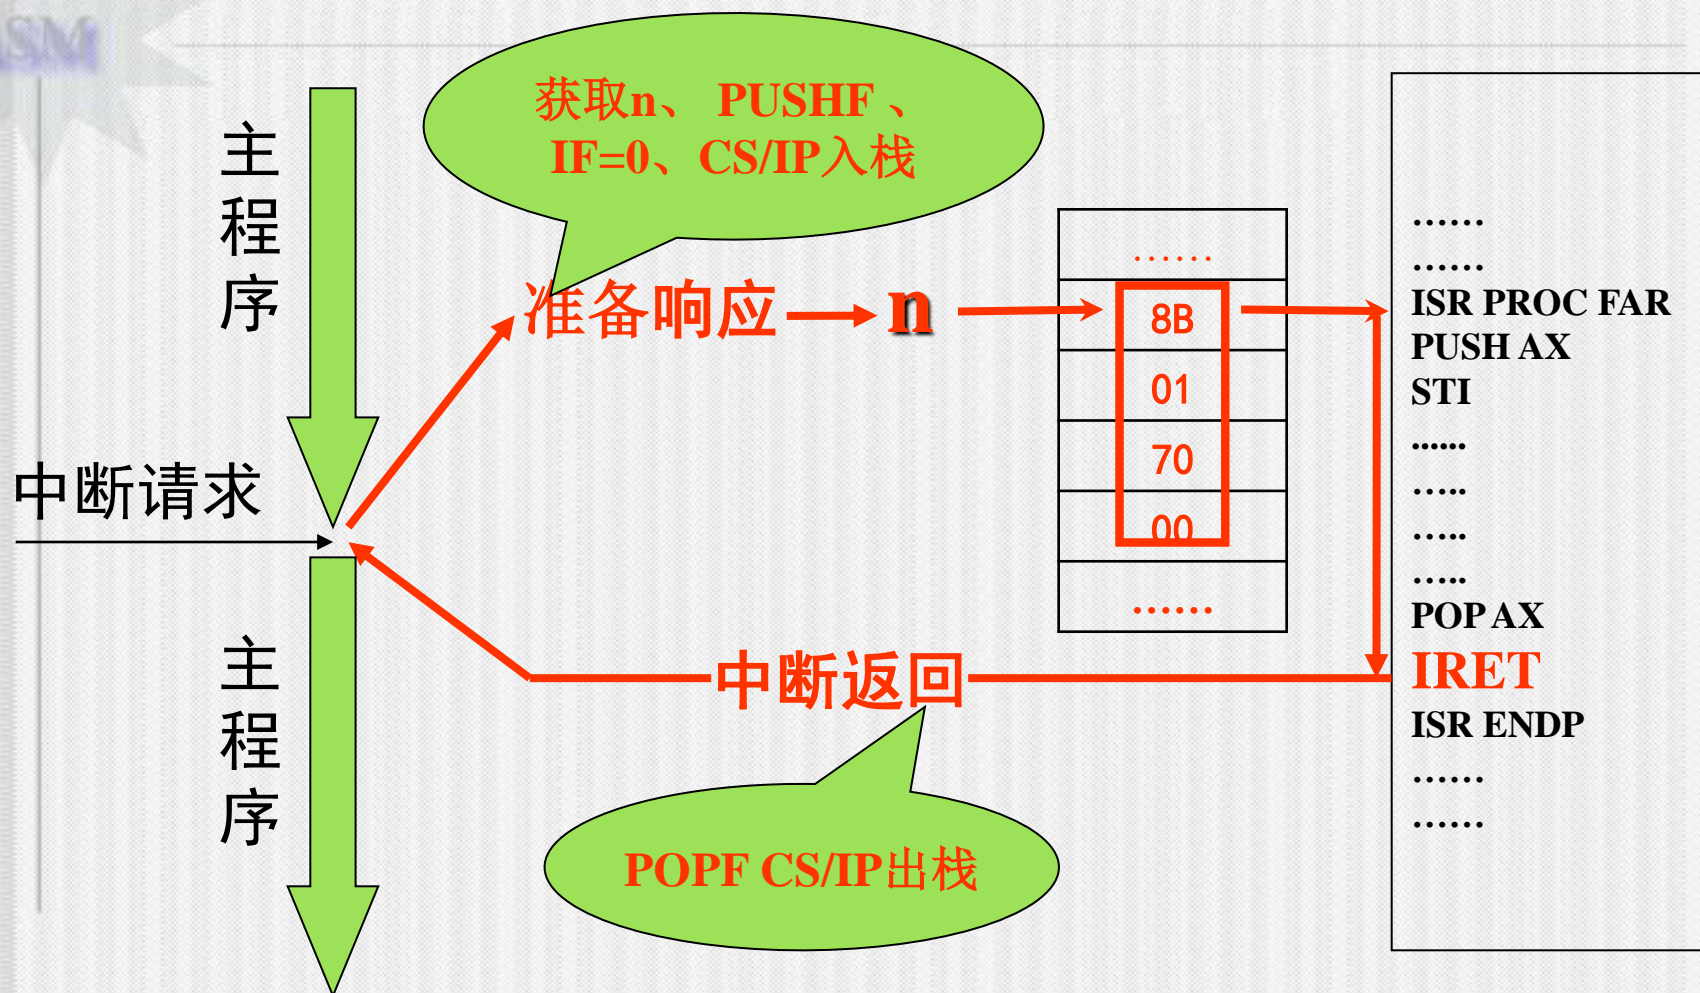 ASM
获取n、 PUSHF 、
IF=0、CS/IP入栈
主
程
序
准备响应
n
……
8B
01
70
00
……
……
……
ISR PROC FAR
PUSH AX
STI
......
…..
…..
…..
POP AX
IRET
ISR ENDP
……
……
中断请求
中断返回
主
程
序
POPF CS/IP出栈